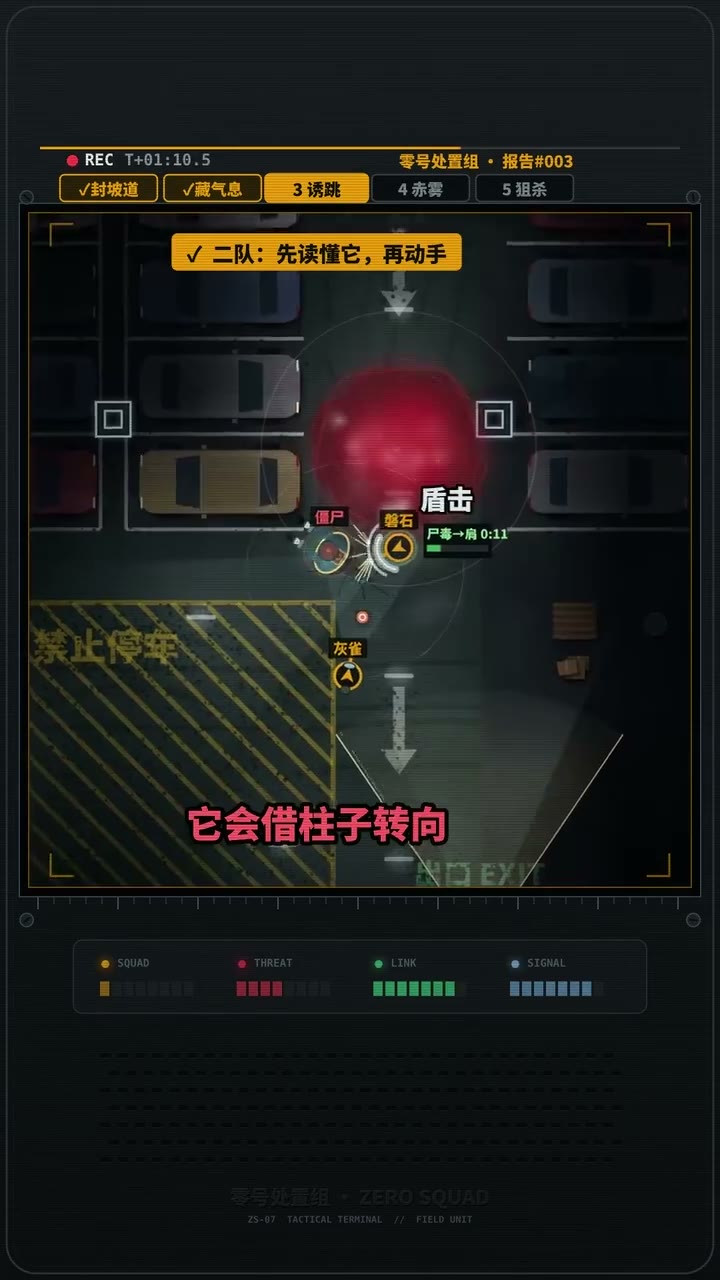 REC T+01:10.5
零号处置组 · 报告#003
✓封坡道
✓藏气息
3 诱跳
4 赤雾
5 狙杀
✓ 二队：先读懂它，再动手
盾击
僵尸
磐石
尸毒→肩 0:11
禁止停车
灰雀
它会借柱子转向
出口 EXIT
SQUAD
THREAT
LINK
SIGNAL
零号处置组 · ZERO SQUAD
ZS-07 TACTICAL TERMINAL // FIELD UNIT